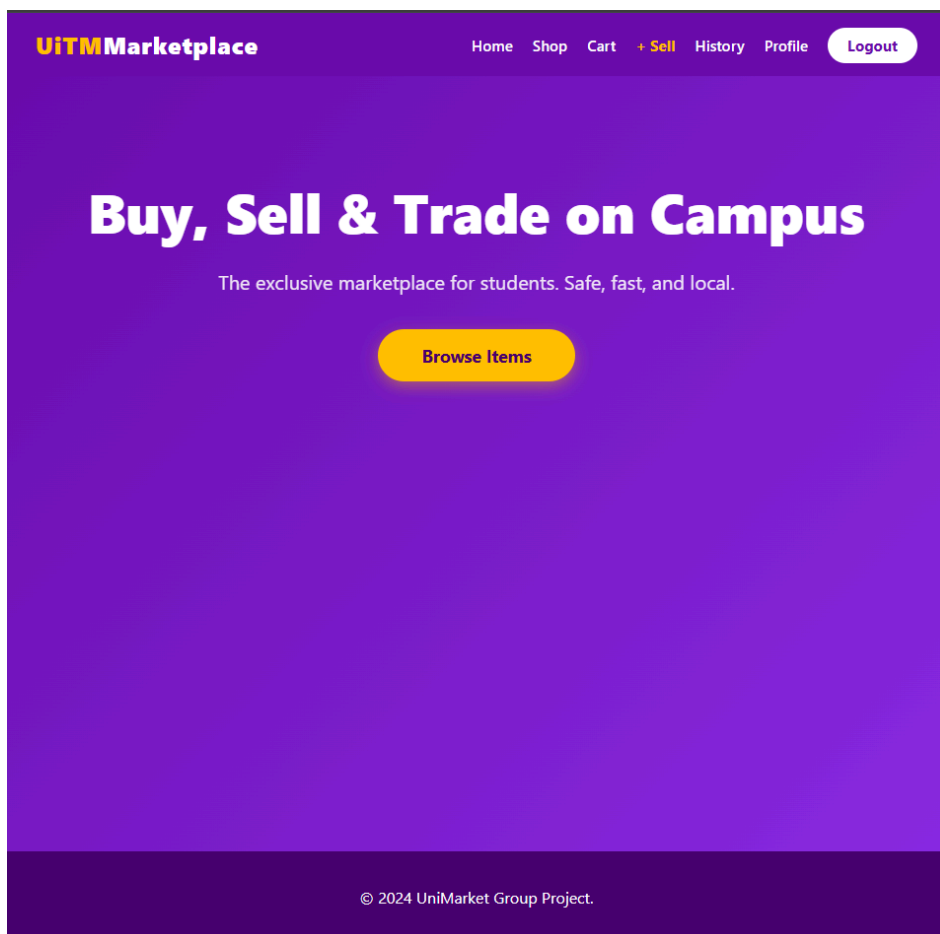 UiTMMarketplace
Home Shop Cart + Sell History Profile Logout
Buy, Sell & Trade on Campus
The exclusive marketplace for students. Safe, fast, and local.
Browse Items
© 2024 UniMarket Group Project.